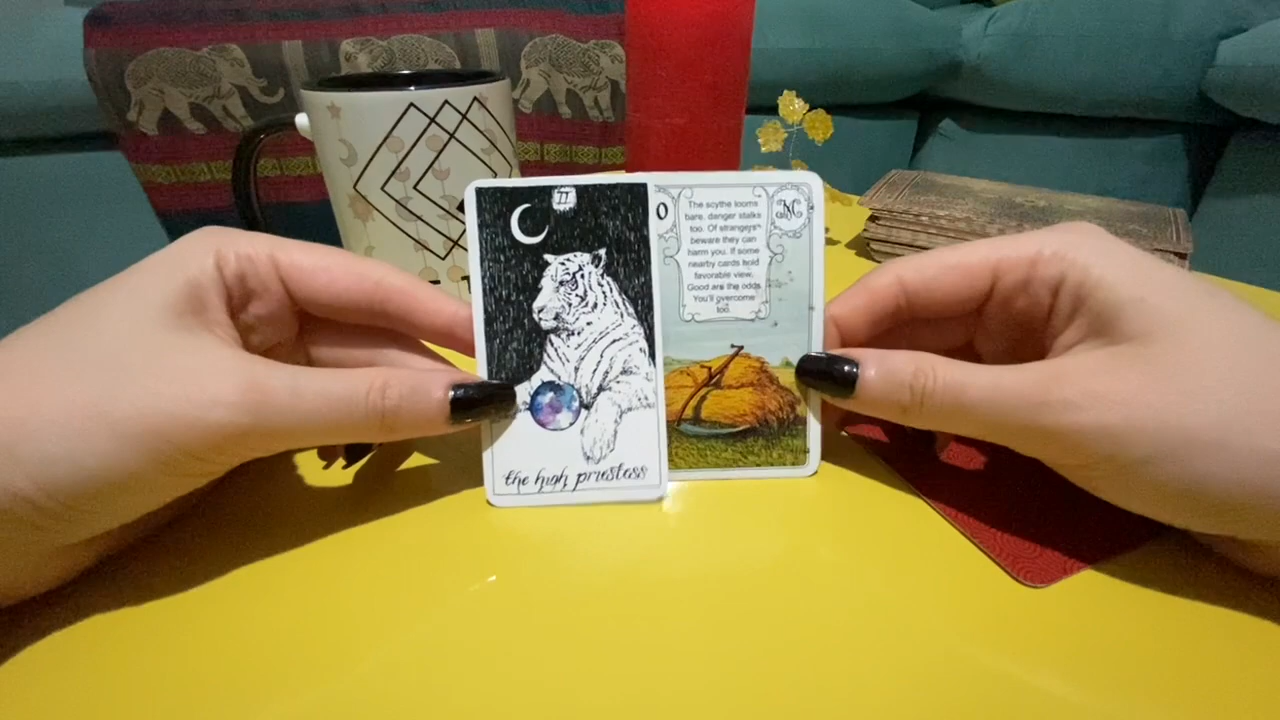 II
the high priestess
The scythe looms
bare, danger stalks
too. Of strangers
beware they can
harm you. If some
nearby cards hold
favorable view.
Good are the odds
You'll overcome
too.